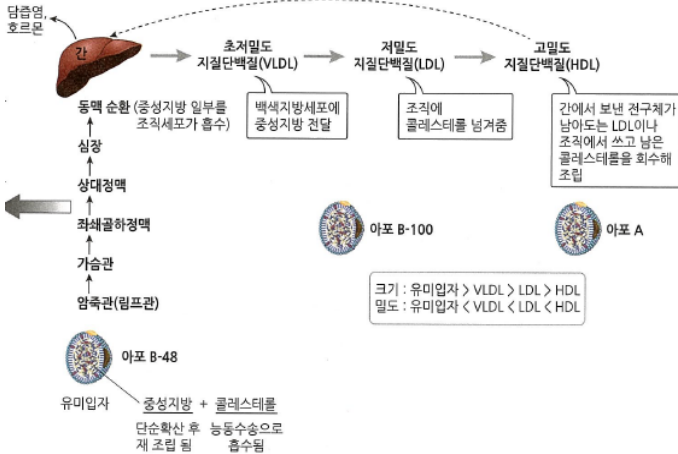 담즙염,
호르몬
간
초저밀도
지질단백질(VLDL)
저밀도
지질단백질(LDL)
고밀도
지질단백질(HDL)
동맥 순환 (중성지방 일부를
조직세포가 흡수)
백색지방세포에
중성지방 전달
조직에
콜레스테롤 넘겨줌
간에서 보낸 전구체가
남아도는 LDL이나
조직에서 쓰고 남은
콜레스테롤을 회수해
조립
심장
상대정맥
좌쇄골하정맥
가슴관
암죽관(림프관)
아포 B-100
아포 A
크기 : 유미입자 > VLDL > LDL > HDL
밀도 : 유미입자 < VLDL < LDL < HDL
아포 B-48
유미입자
중성지방 + 콜레스테롤
단순확산 후 능동수송으로
재 조립 됨 흡수됨